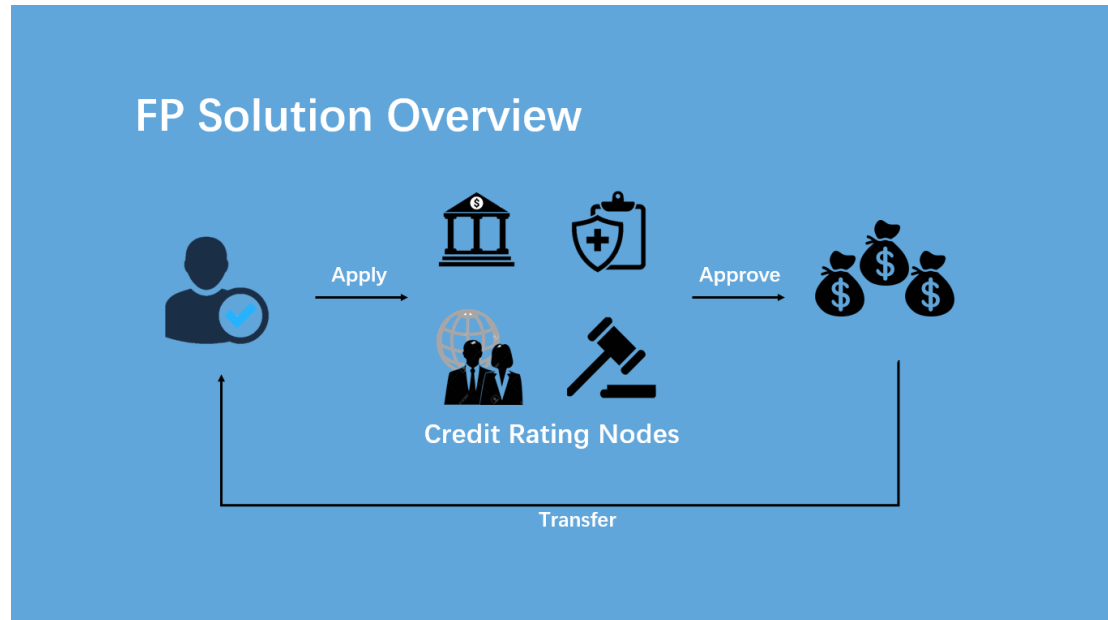 FP Solution Overview
Apply
Approve
Credit Rating Nodes
Transfer